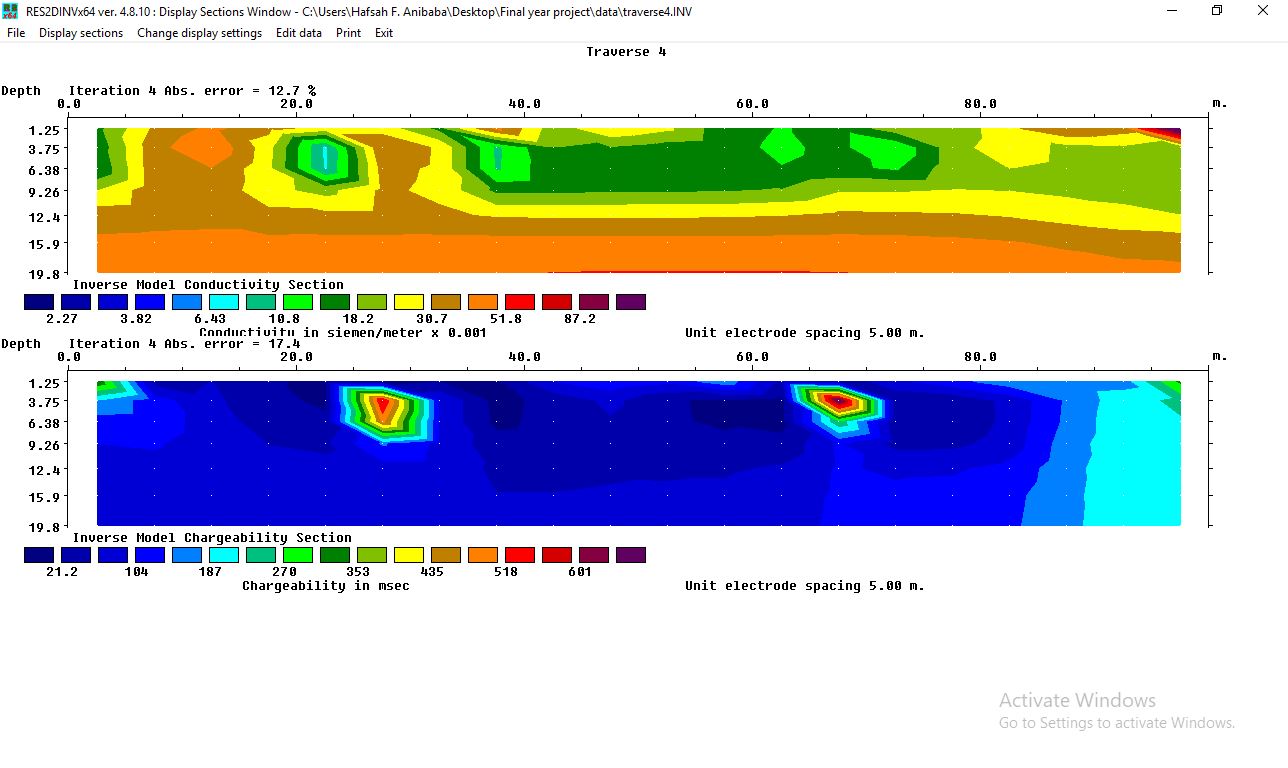 RES2DINVx64 ver. 4.8.10 : Display Sections Window - C:\Users\Hafsah F. Anibaba\Desktop\Final year project\data\traverse4.INV
File Display sections Change display settings Edit data Print Exit
Traverse 4
Depth Iteration 4 Abs. error = 12.7 %
0.0 20.0 40.0 60.0 80.0 m.
1.25
3.75
6.38
9.26
12.4
15.9
19.8
Inverse Model Conductivity Section
2.27 3.82 6.43 10.8 18.2 30.7 51.8 87.2
Conductivity in siemen/meter x 0.001 Unit electrode spacing 5.00 m.
Depth Iteration 4 Abs. error = 17.4
0.0 20.0 40.0 60.0 80.0 m.
1.25
3.75
6.38
9.26
12.4
15.9
19.8
Inverse Model Chargeability Section
21.2 104 187 270 353 435 518 601
Chargeability in msec Unit electrode spacing 5.00 m.
Activate Windows
Go to Settings to activate Windows.